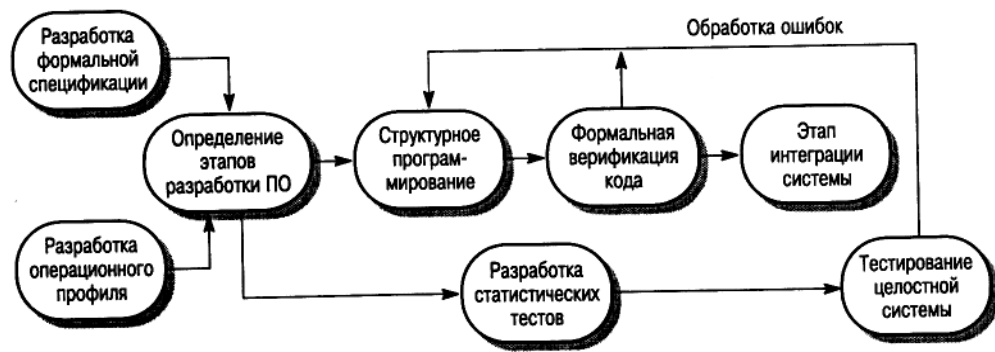 Обработка ошибок
Разработка
формальной
спецификации
Определение
этапов
разработки ПО
Структурное
програм-
мирование
Формальная
верификация
кода
Этап
интеграции
системы
Разработка
операционного
профиля
Разработка
статистических
тестов
Тестирование
целостной
системы